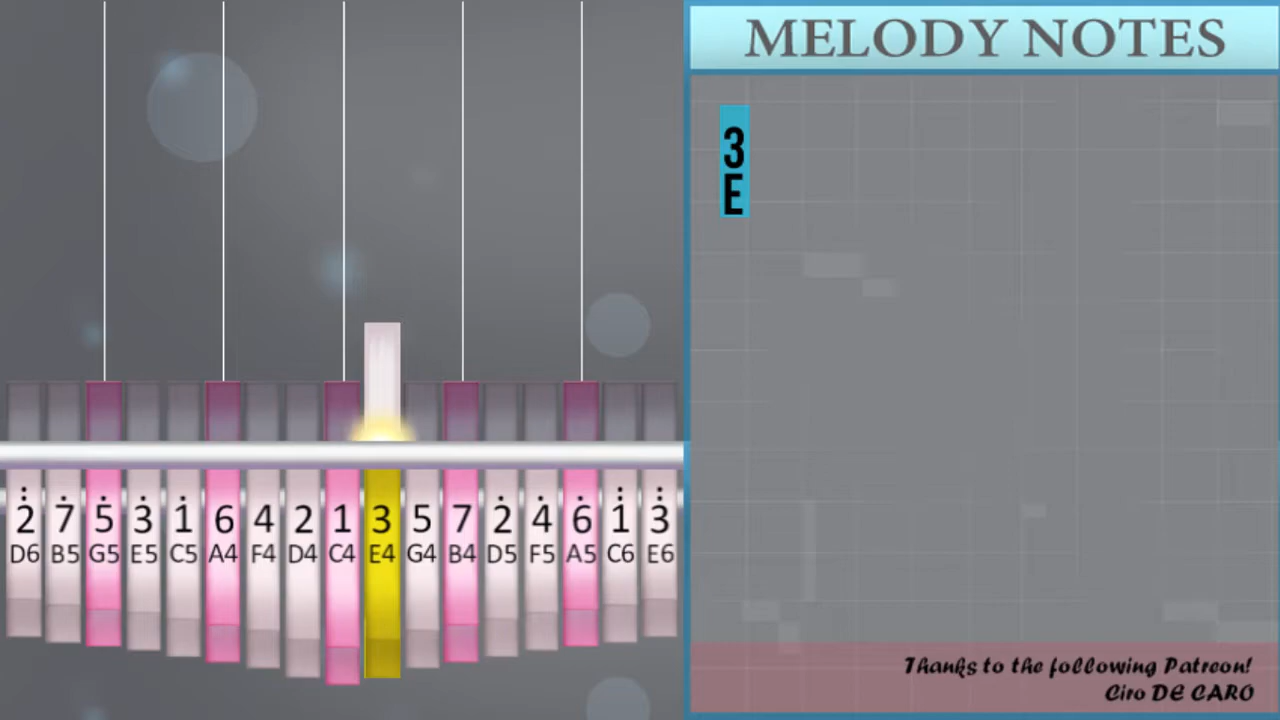 MELODY NOTES
3
E
2̈ 7̇ 5̇ 3̇ 1̇ 6 4 2 1 3 5 7 2̇ 4̇ 6̇ 1̈ 3̈
D6 B5 G5 E5 C5 A4 F4 D4 C4 E4 G4 B4 D5 F5 A5 C6 E6
Thanks to the following Patreon!
Ciro DE CARO